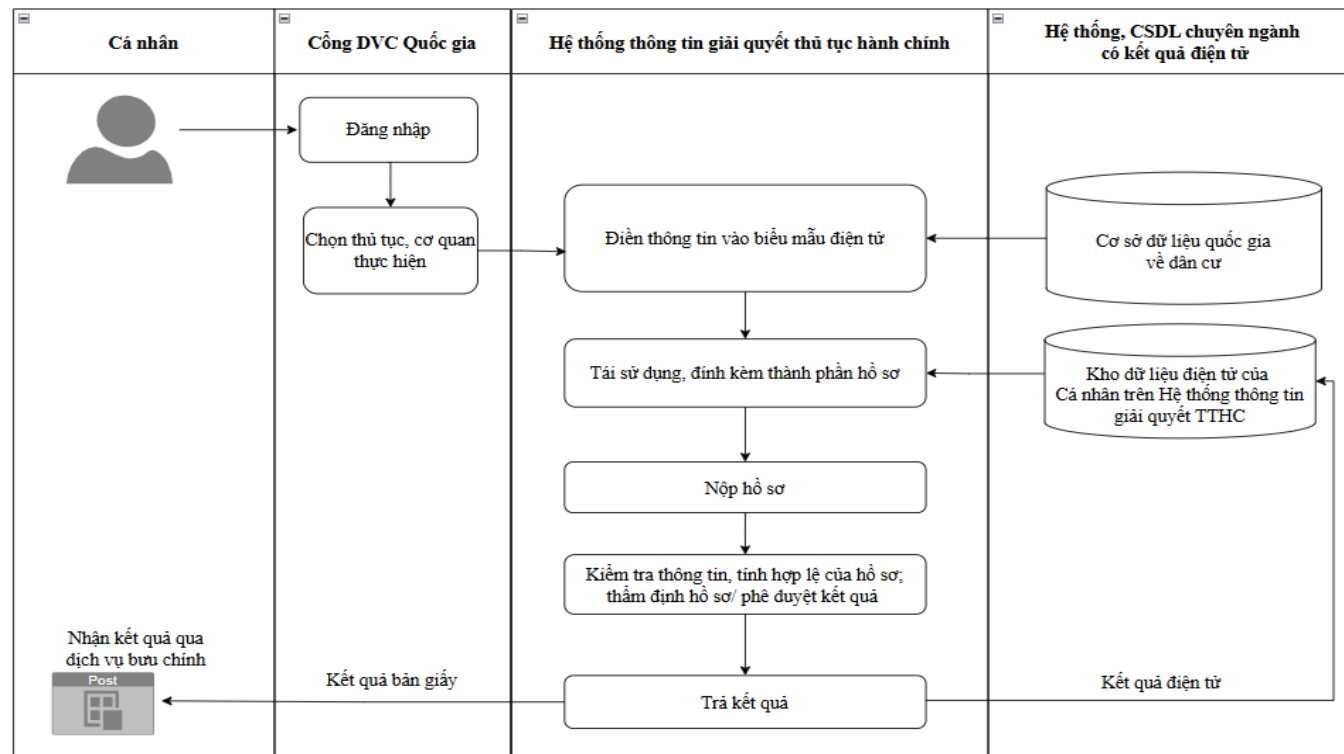 Cá nhân
Cổng DVC Quốc gia
Hệ thống thông tin giải quyết thủ tục hành chính
Hệ thống, CSDL chuyên ngành
có kết quả điện tử
Đăng nhập
Chọn thủ tục, cơ quan
thực hiện
Điền thông tin vào biểu mẫu điện tử
Cơ sở dữ liệu quốc gia
về dân cư
Tái sử dụng, đính kèm thành phần hồ sơ
Kho dữ liệu điện tử của
Cá nhân trên Hệ thống thông tin
giải quyết TTHC
Nộp hồ sơ
Kiểm tra thông tin, tính hợp lệ của hồ sơ;
thẩm định hồ sơ/ phê duyệt kết quả
Nhận kết quả qua
dịch vụ bưu chính
Post
Kết quả bản giấy
Trả kết quả
Kết quả điện tử